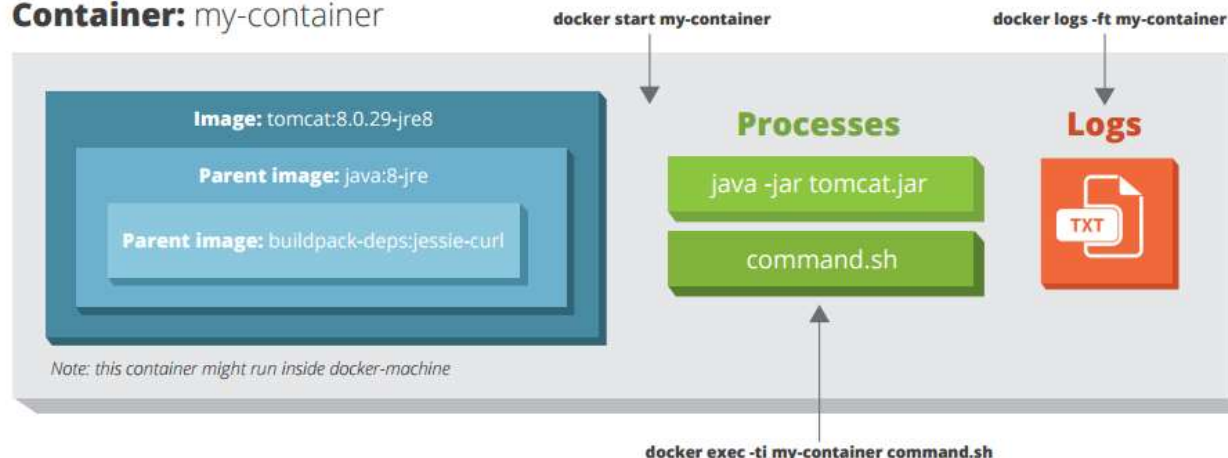 Container: my-container
docker start my-container
docker logs -ft my-container
Image: tomcat:8.0.29-jre8
Parent image: java:8-jre
Parent image: buildpack-deps:jessie-curl
Note: this container might run inside docker-machine
Processes
java -jar tomcat.jar
command.sh
Logs
TXT
docker exec -ti my-container command.sh